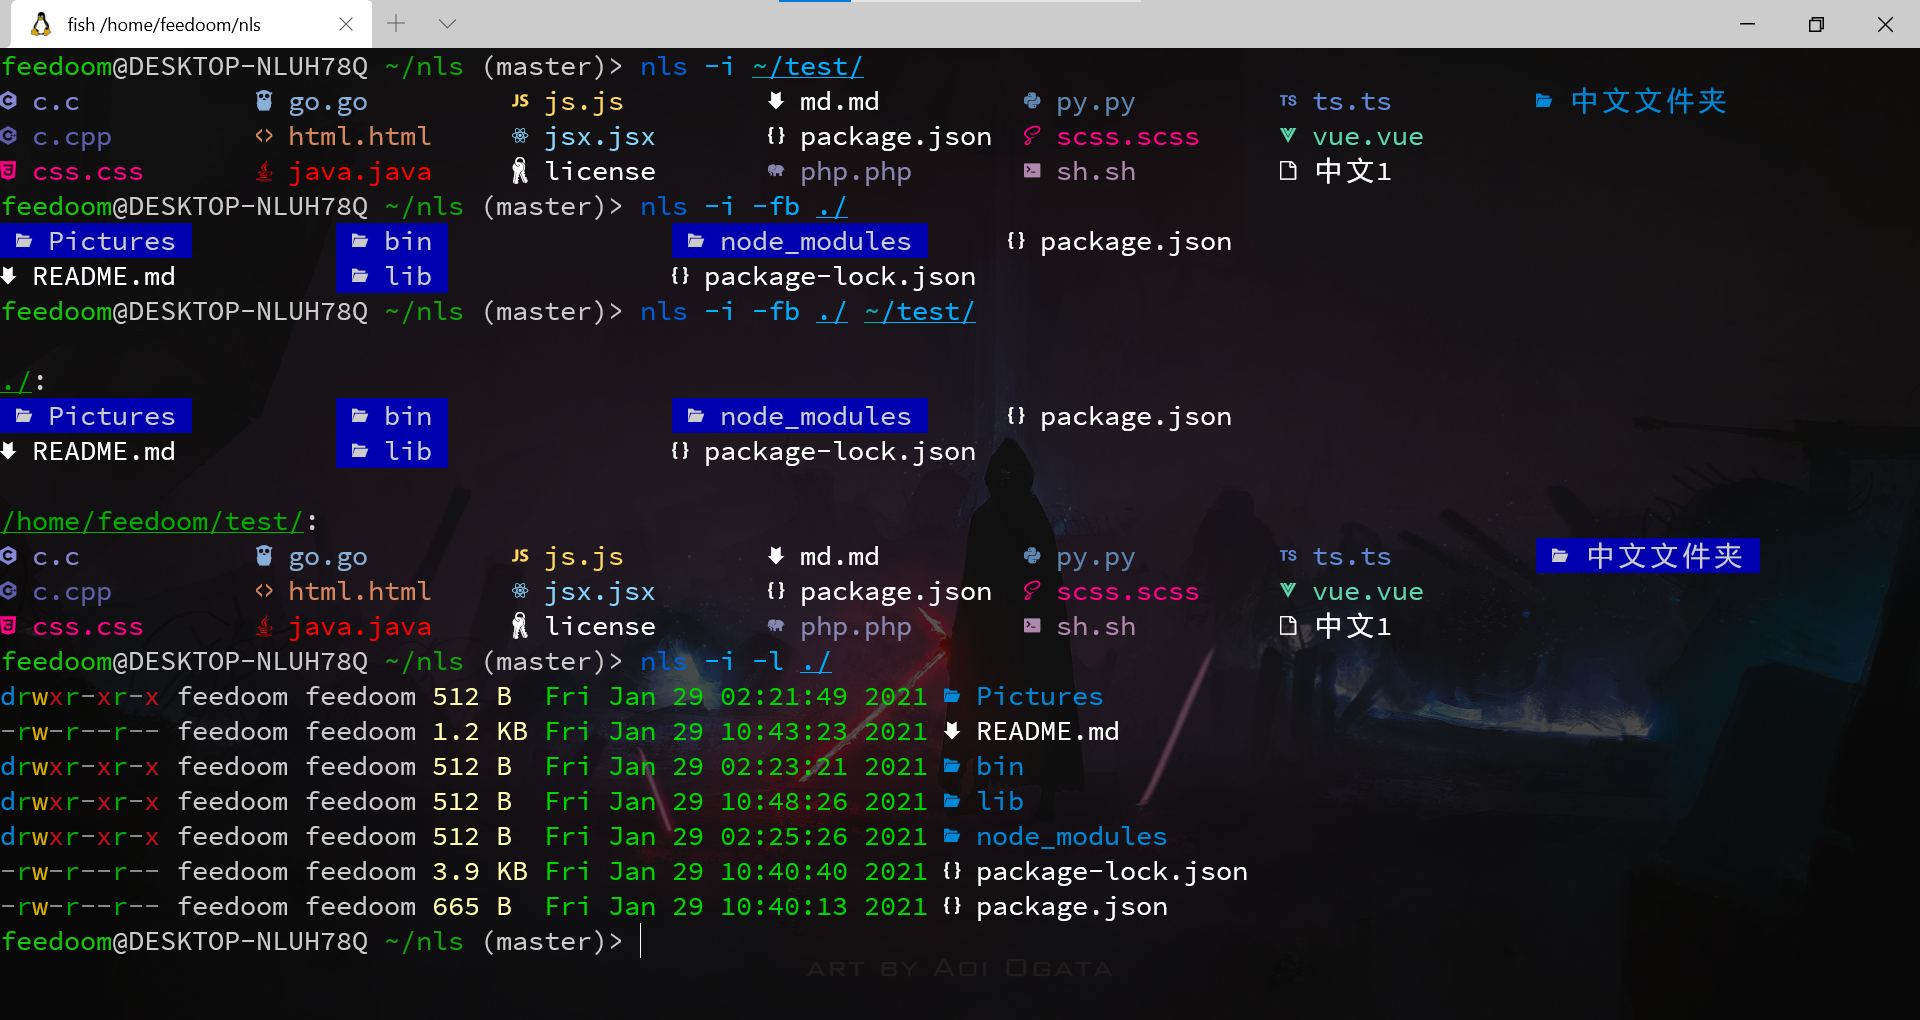 fish /home/feedoom/nls
feedoom@DESKTOP-NLUH78Q ~/nls (master)> nls -i ~/test/
c.c go.go JS js.js md.md py.py TS ts.ts 中文文件夹
c.cpp <> html.html jsx.jsx {} package.json scss.scss vue.vue
css.css java.java license php.php sh.sh 中文1
feedoom@DESKTOP-NLUH78Q ~/nls (master)> nls -i -fb ./
Pictures bin node_modules {} package.json
README.md lib {} package-lock.json
feedoom@DESKTOP-NLUH78Q ~/nls (master)> nls -i -fb ./ ~/test/
./:
Pictures bin node_modules {} package.json
README.md lib {} package-lock.json
/home/feedoom/test/:
c.c go.go JS js.js md.md py.py TS ts.ts 中文文件夹
c.cpp <> html.html jsx.jsx {} package.json scss.scss vue.vue
css.css java.java license php.php sh.sh 中文1
feedoom@DESKTOP-NLUH78Q ~/nls (master)> nls -i -l ./
drwxr-xr-x feedoom feedoom 512 B Fri Jan 29 02:21:49 2021 Pictures
-rw-r--r-- feedoom feedoom 1.2 KB Fri Jan 29 10:43:23 2021 README.md
drwxr-xr-x feedoom feedoom 512 B Fri Jan 29 02:23:21 2021 bin
drwxr-xr-x feedoom feedoom 512 B Fri Jan 29 10:48:26 2021 lib
drwxr-xr-x feedoom feedoom 512 B Fri Jan 29 02:25:26 2021 node_modules
-rw-r--r-- feedoom feedoom 3.9 KB Fri Jan 29 10:40:40 2021 {} package-lock.json
-rw-r--r-- feedoom feedoom 665 B Fri Jan 29 10:40:13 2021 {} package.json
feedoom@DESKTOP-NLUH78Q ~/nls (master)>
ART BY AOI OGATA